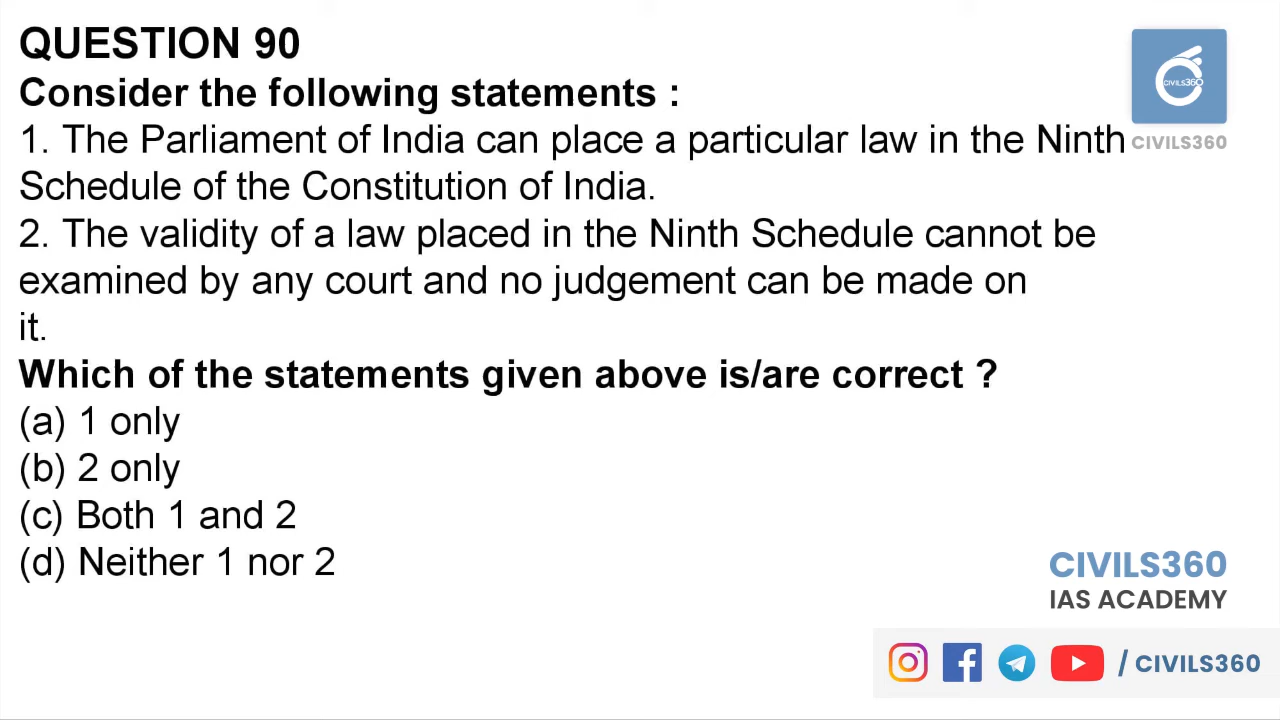 QUESTION 90
Consider the following statements :
1. The Parliament of India can place a particular law in the Ninth
Schedule of the Constitution of India.
2. The validity of a law placed in the Ninth Schedule cannot be
examined by any court and no judgement can be made on
it.
Which of the statements given above is/are correct ?
(a) 1 only
(b) 2 only
(c) Both 1 and 2
(d) Neither 1 nor 2
CIVILS360
CIVILS360
CIVILS360
IAS ACADEMY
/ CIVILS360